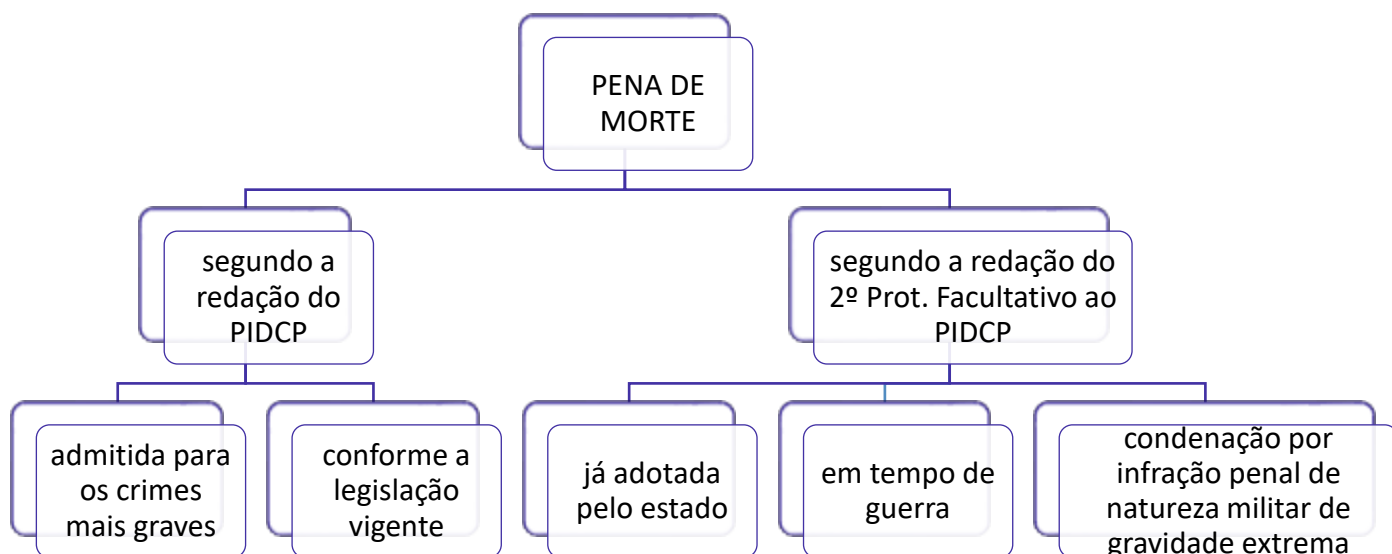 PENA DE
MORTE
segundo a
redação do
PIDCP
segundo a redação do
2º Prot. Facultativo ao
PIDCP
admitida para
os crimes
mais graves
conforme a
legislação
vigente
já adotada
pelo estado
em tempo de
guerra
condenação por
infração penal de
natureza militar de
gravidade extrema